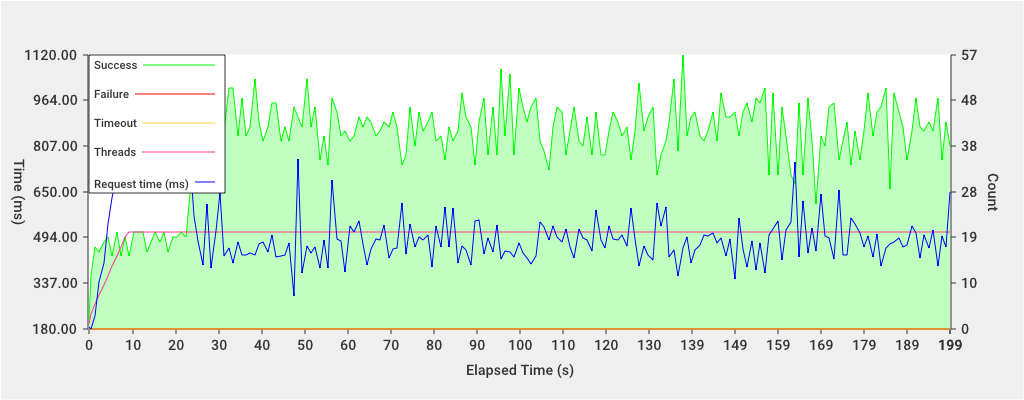 1120.00
964.00
807.00
650.00
494.00
337.00
180.00
Time (ms)
Success
Failure
Timeout
Threads
Request time (ms)
57
48
38
28
19
10
0
Count
0 10 20 30 40 50 60 70 80 90 100 110 120 130 139 149 159 169 179 189 199
Elapsed Time (s)